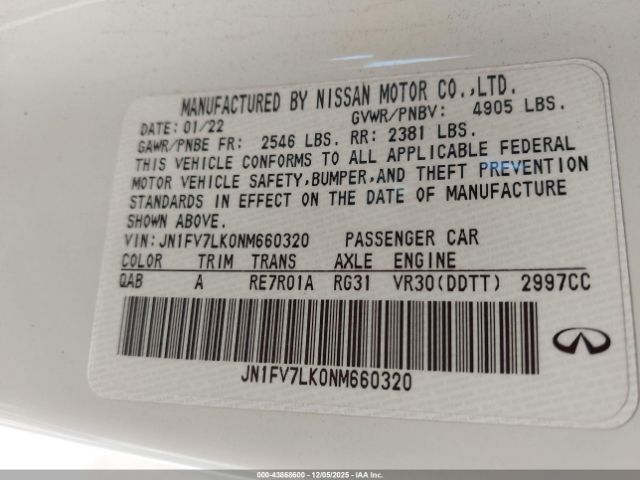 MANUFACTURED BY NISSAN MOTOR CO.,LTD.
DATE: 01/22 GVWR/PNBV: 4905 LBS.
GAWR/PNBE FR: 2546 LBS. RR: 2381 LBS.
THIS VEHICLE CONFORMS TO ALL APPLICABLE FEDERAL
MOTOR VEHICLE SAFETY,BUMPER,AND THEFT PREVENTION
STANDARDS IN EFFECT ON THE DATE OF MANUFACTURE
SHOWN ABOVE.
VIN:JN1FV7LK0NM660320 PASSENGER CAR
COLOR TRIM TRANS AXLE ENGINE
QAB A RE7R01A RG31 VR30(DDTT) 2997CC
JN1FV7LK0NM660320
000-43868600 - 12/05/2025 - IAA Inc.